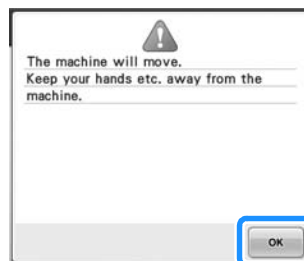 The machine will move.
Keep your hands etc. away from the
machine.
OK